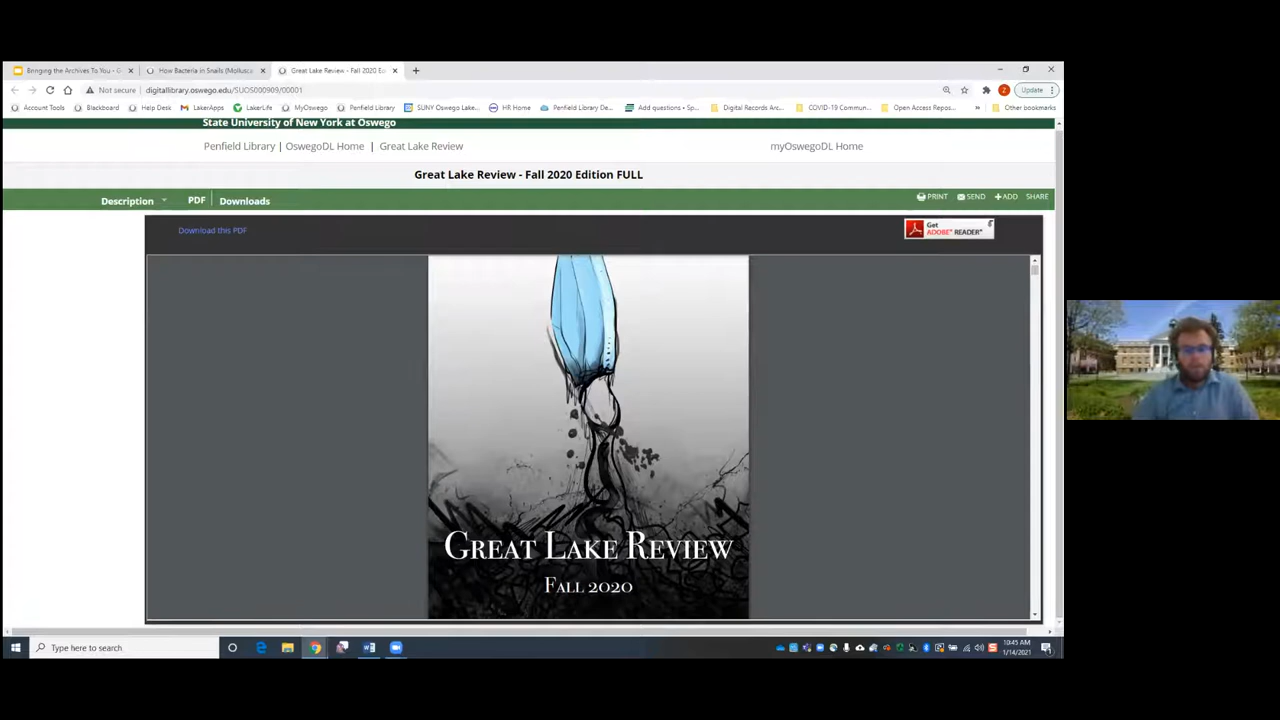 Bringing the Archives To You - G
How Bacteria in Snails (Mollusca
Great Lake Review - Fall 2020 Ed
Not secure
digitallibrary.oswego.edu/SUOS000909/00001
Z
Update
Account Tools
Blackboard
Help Desk
LakerApps
LakerLife
MyOswego
Penfield Library
SUNY Oswego Lake...
HR Home
Penfield Library De...
Add questions • Sp...
Digital Records Arc...
COVID-19 Commun...
Open Access Repos...
»
Other bookmarks
State University of New York at Oswego
Penfield Library | OswegoDL Home | Great Lake Review
myOswegoDL Home
Great Lake Review - Fall 2020 Edition FULL
Description
PDF
Downloads
PRINT
SEND
ADD
SHARE
Download this PDF
Get
ADOBE® READER®
GREAT LAKE REVIEW
FALL 2020
Type here to search
10:45 AM
1/14/2021